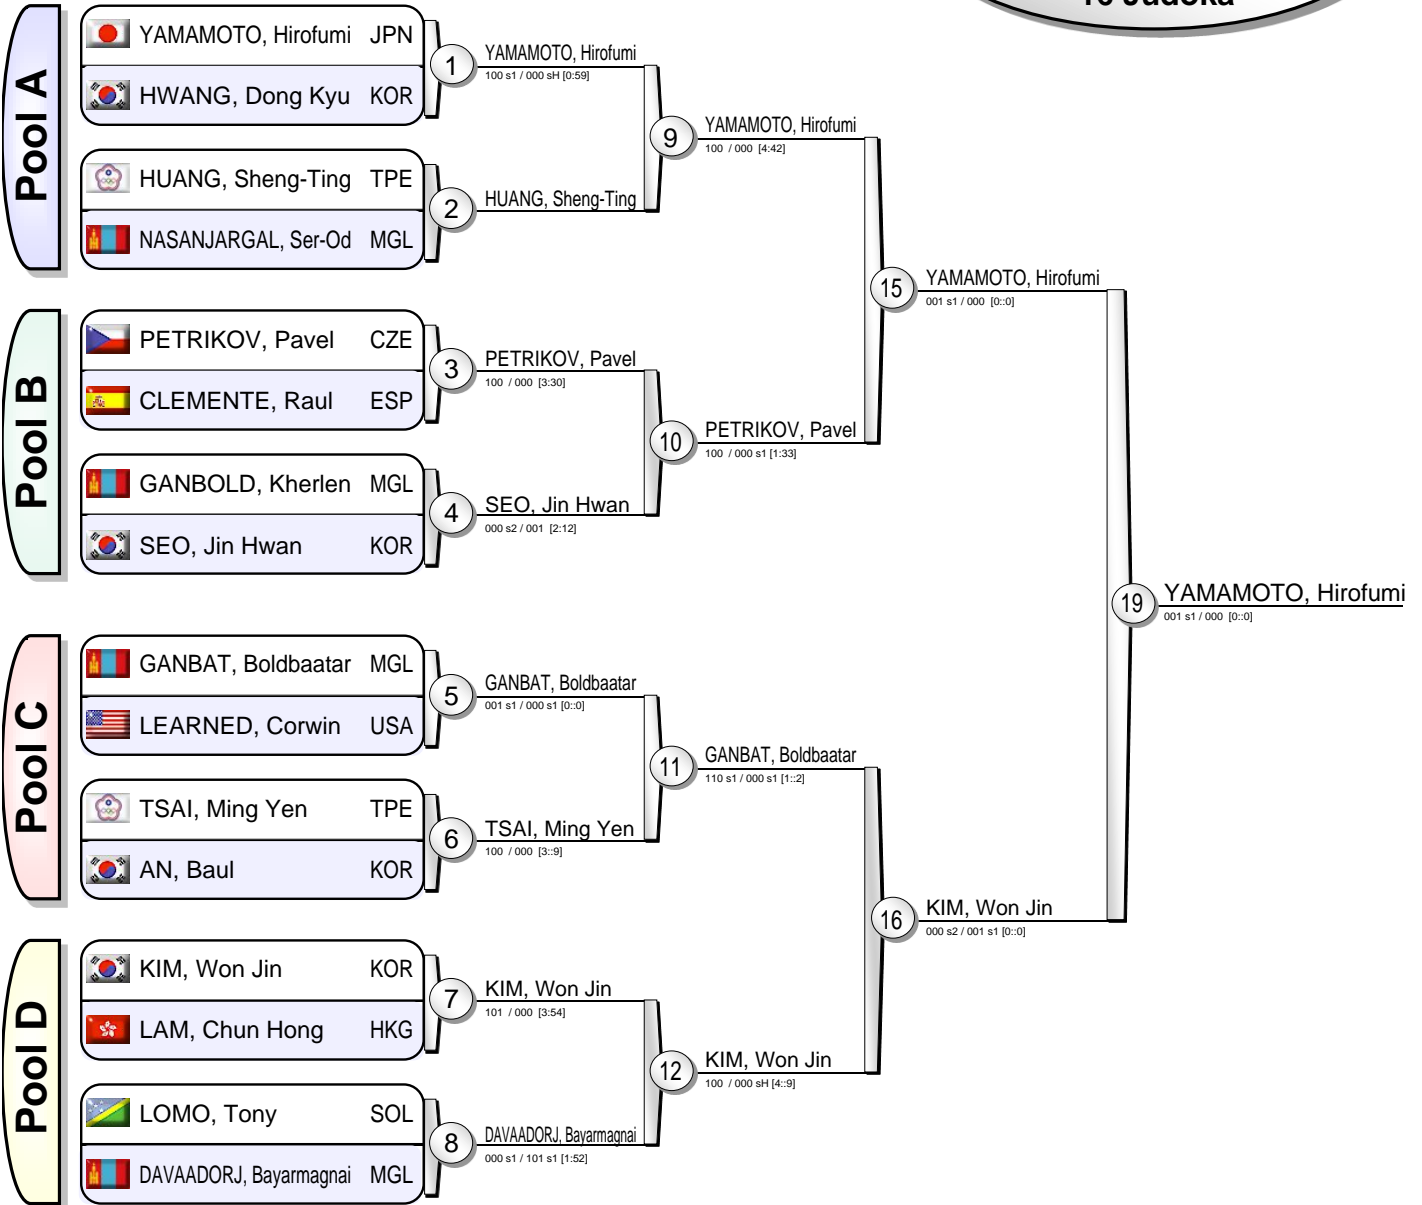 16 Judoka
Pool A
YAMAMOTO, Hirofumi JPN
HWANG, Dong Kyu KOR
1
YAMAMOTO, Hirofumi
100 s1 / 000 sH [0:59]
HUANG, Sheng-Ting TPE
NASANJARGAL, Ser-Od MGL
2
HUANG, Sheng-Ting
9
YAMAMOTO, Hirofumi
100 / 000 [4:42]
Pool B
PETRIKOV, Pavel CZE
CLEMENTE, Raul ESP
3
PETRIKOV, Pavel
100 / 000 [3:30]
GANBOLD, Kherlen MGL
SEO, Jin Hwan KOR
4
SEO, Jin Hwan
000 s2 / 001 [2:12]
10
PETRIKOV, Pavel
100 / 000 s1 [1:33]
15
YAMAMOTO, Hirofumi
001 s1 / 000 [0::0]
Pool C
GANBAT, Boldbaatar MGL
LEARNED, Corwin USA
5
GANBAT, Boldbaatar
001 s1 / 000 s1 [0::0]
TSAI, Ming Yen TPE
AN, Baul KOR
6
TSAI, Ming Yen
100 / 000 [3::9]
11
GANBAT, Boldbaatar
110 s1 / 000 s1 [1::2]
Pool D
KIM, Won Jin KOR
LAM, Chun Hong HKG
7
KIM, Won Jin
101 / 000 [3:54]
LOMO, Tony SOL
DAVAADORJ, Bayarmagnai MGL
8
DAVAADORJ, Bayarmagnai
000 s1 / 101 s1 [1:52]
12
KIM, Won Jin
100 / 000 sH [4::9]
16
KIM, Won Jin
000 s2 / 001 s1 [0::0]
19
YAMAMOTO, Hirofumi
001 s1 / 000 [0::0]